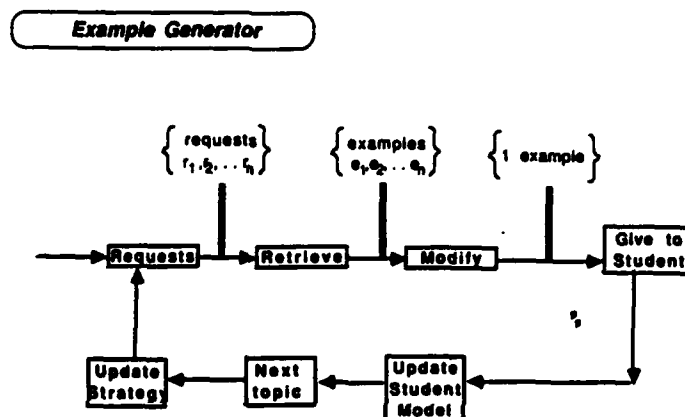 Example Generator
{ requests
r1,r2,... rn }
{ examples
e1,e2,... en }
{ 1 example }
Requests
Retrieve
Modify
Give to
Student
Update
Strategy
Next
topic
Update
Student
Model